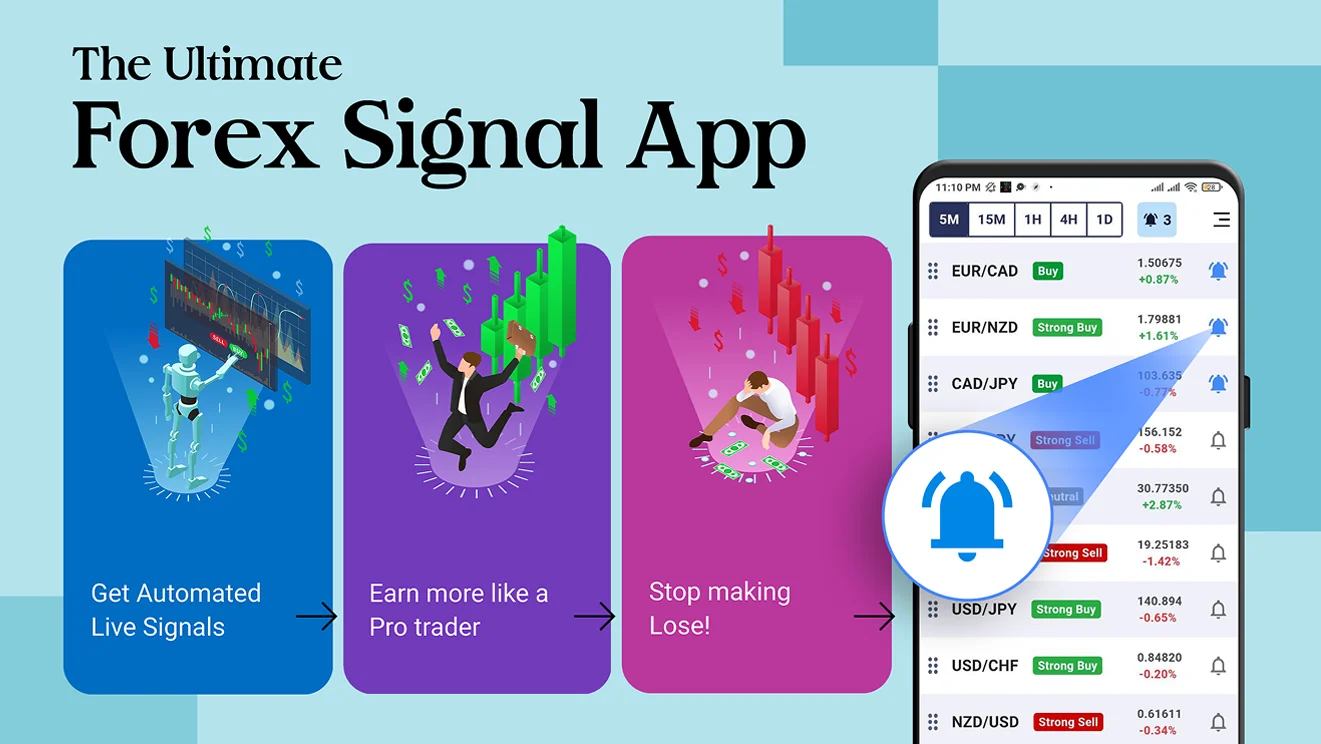 The Ultimate
Forex Signal App
SELL
BUY
Get Automated
Live Signals
Earn more like a
Pro trader
Stop making
Lose!
11:10 PM
28
5M 15M 1H 4H 1D 3
EUR/CAD Buy 1.50675
+0.87%
EUR/NZD Strong Buy 1.79881
+1.61%
CAD/JPY Buy 103.635
-0.77%
Strong Sell 156.152
-0.58%
30.77350
+2.87%
Strong Sell 19.25183
-1.42%
USD/JPY Strong Buy 140.894
-0.65%
USD/CHF Strong Buy 0.84820
-0.20%
NZD/USD Strong Sell 0.61611
-0.34%